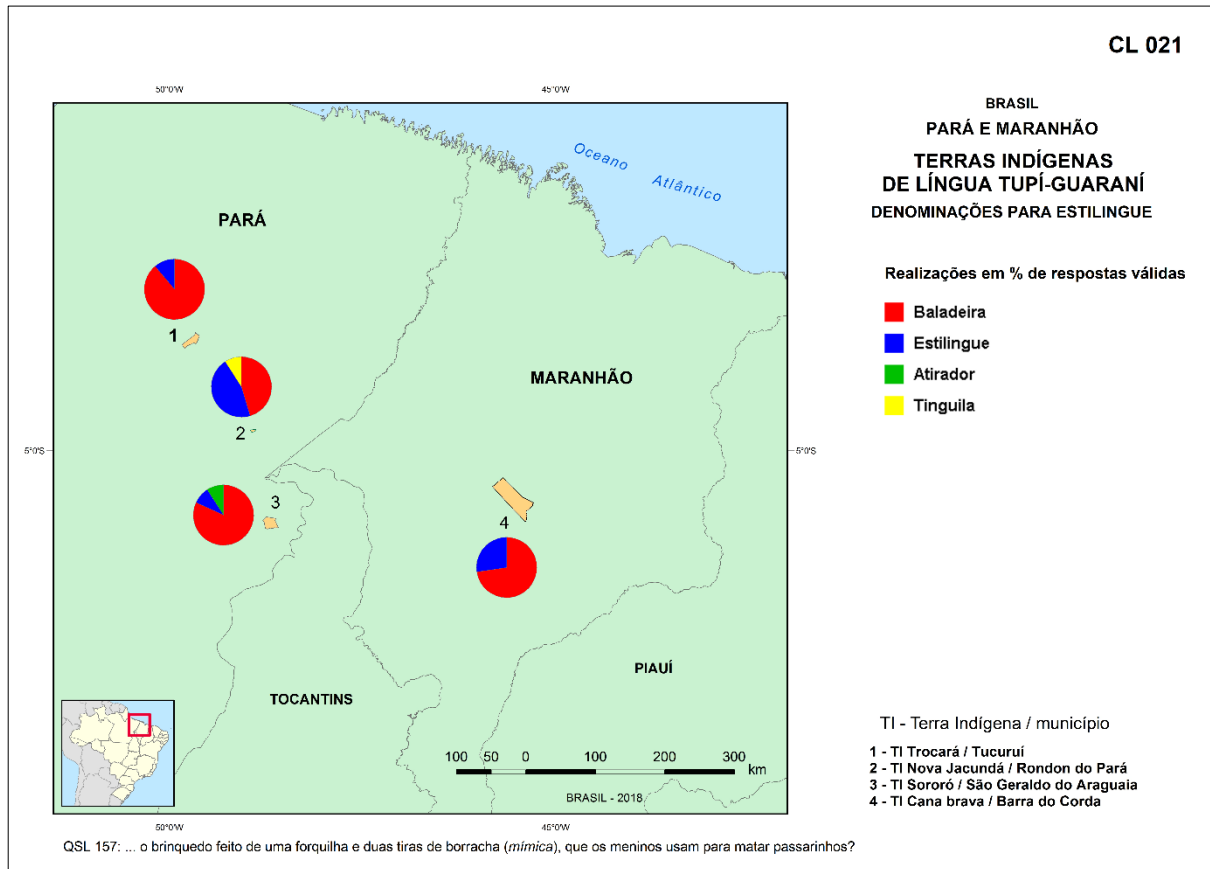 CL 021
50°0'W
45°0'W
BRASIL
PARÁ E MARANHÃO
TERRAS INDÍGENAS
DE LÍNGUA TUPÍ-GUARANÍ
DENOMINAÇÕES PARA ESTILINGUE
Oceano
Atlântico
PARÁ
Realizações em % de respostas válidas
Baladeira
Estilingue
Atirador
Tinguila
1
MARANHÃO
2
5°0'S
5°0'S
3
4
PIAUÍ
TOCANTINS
100 50 0 100 200 300
km
BRASIL - 2018
TI - Terra Indígena / município
1 - TI Trocará / Tucuruí
2 - TI Nova Jacundá / Rondon do Pará
3 - TI Sororó / São Geraldo do Araguaia
4 - TI Cana brava / Barra do Corda
50°0'W
45°0'W
QSL 157: ... o brinquedo feito de uma forquilha e duas tiras de borracha (mímica), que os meninos usam para matar passarinhos?